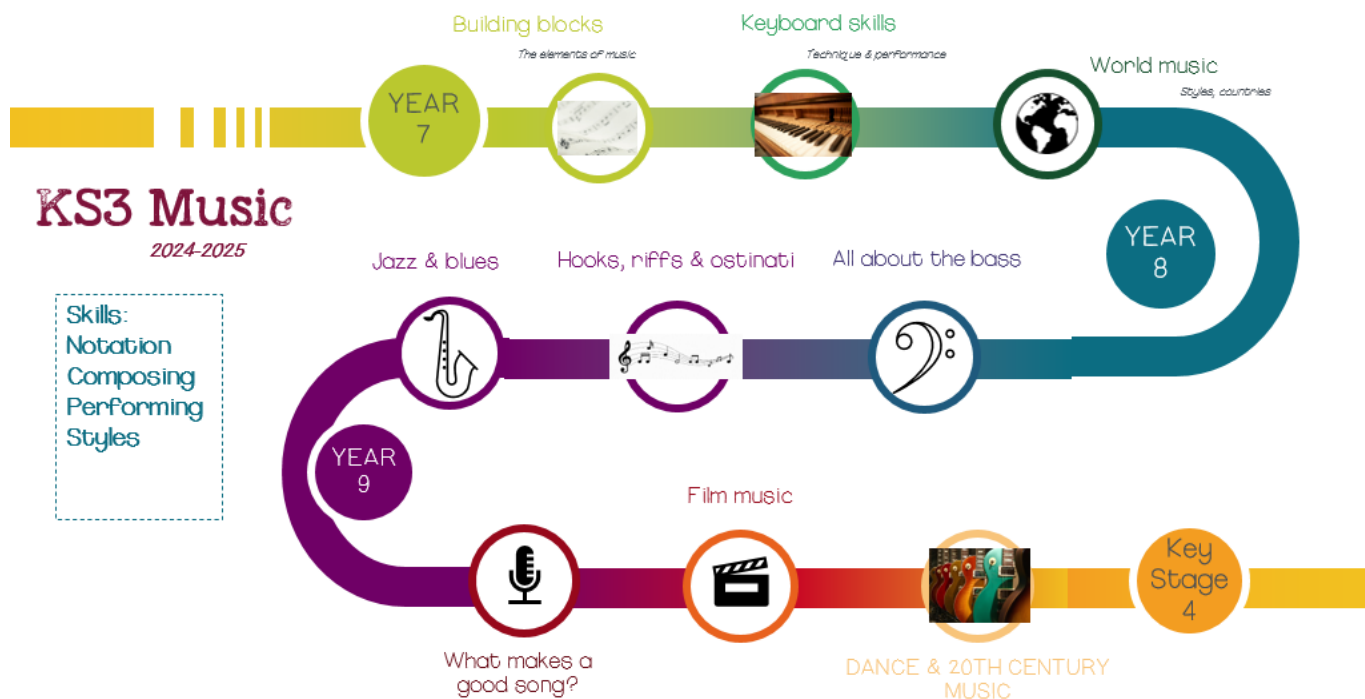 Building blocks
The elements of music
Keyboard skills
Technique & performance
World music
Styles, countries
YEAR
7
KS3 Music
2024-2025
YEAR
8
Jazz & blues
Hooks, riffs & ostinati
All about the bass
Skills:
Notation
Composing
Performing
Styles
YEAR
9
Film music
Key
Stage
4
What makes a
good song?
DANCE & 20TH CENTURY
MUSIC